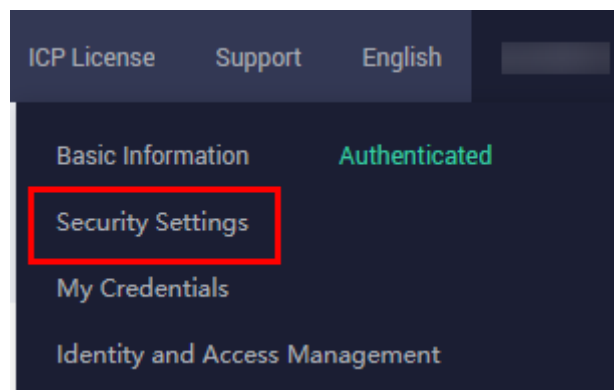 ICP License Support English
Basic Information Authenticated
Security Settings
My Credentials
Identity and Access Management